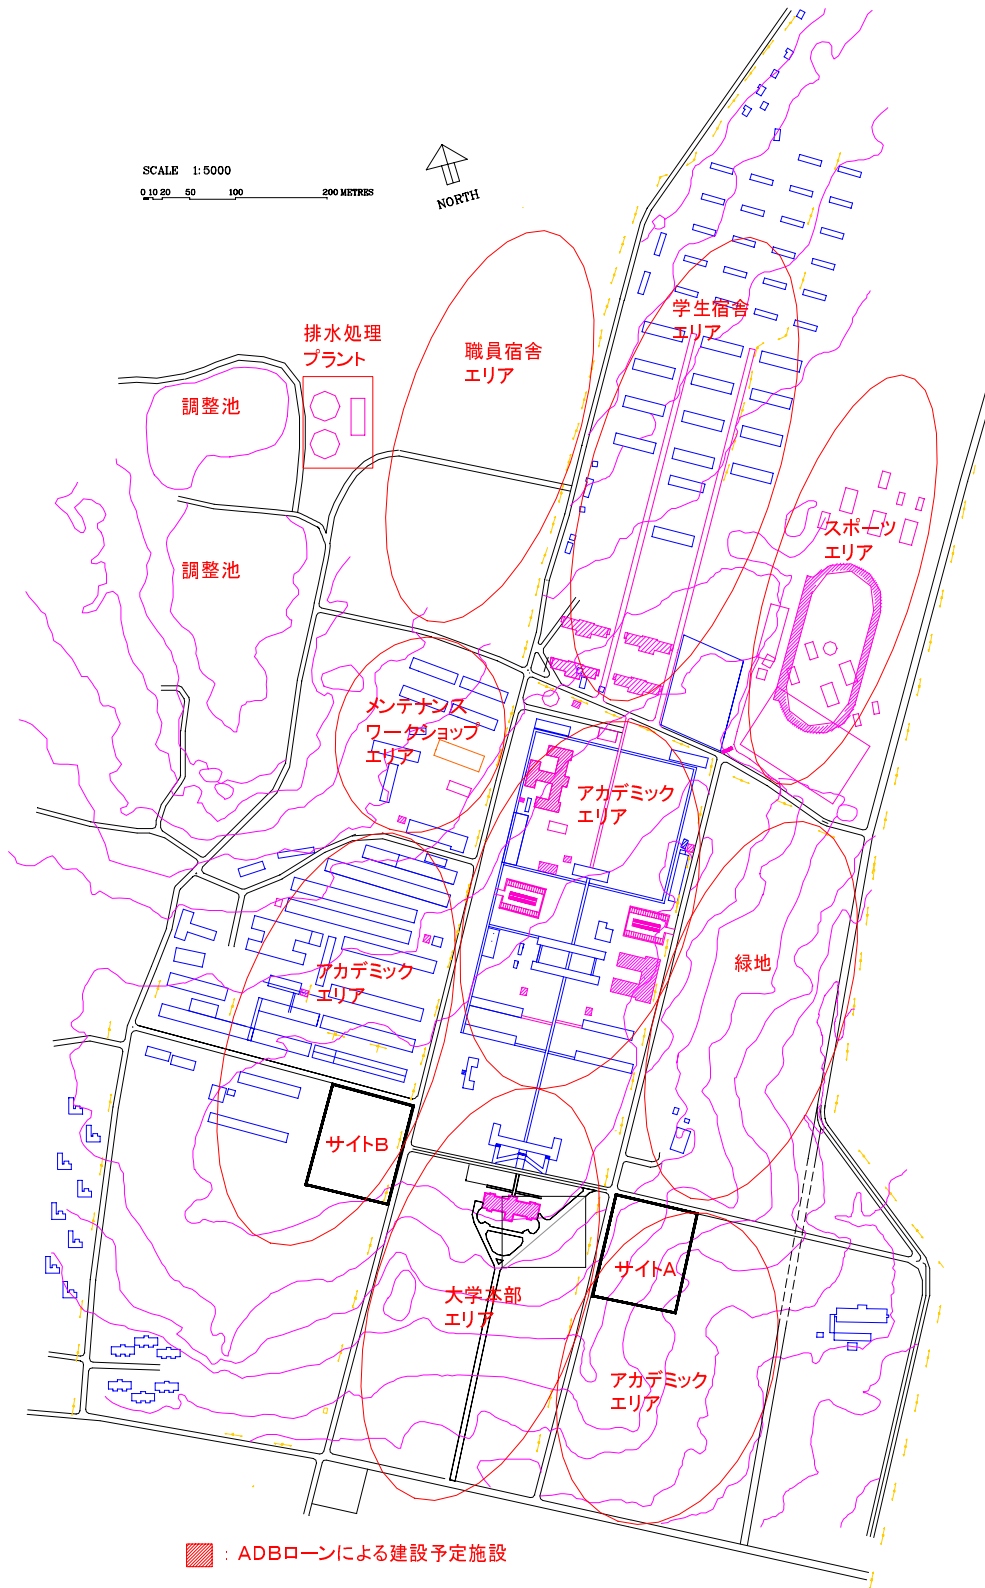 SCALE 1:5000
0 10 20 50 100 200 METRES
NORTH
学生宿舎
エリア
排水処理
プラント
職員宿舎
エリア
調整池
スポーツ
エリア
調整池
メンテナンス
ワークショップ
エリア
アカデミック
エリア
アカデミック
エリア
緑地
サイトB
サイトA
大学本部
エリア
アカデミック
エリア
：ADBローンによる建設予定施設